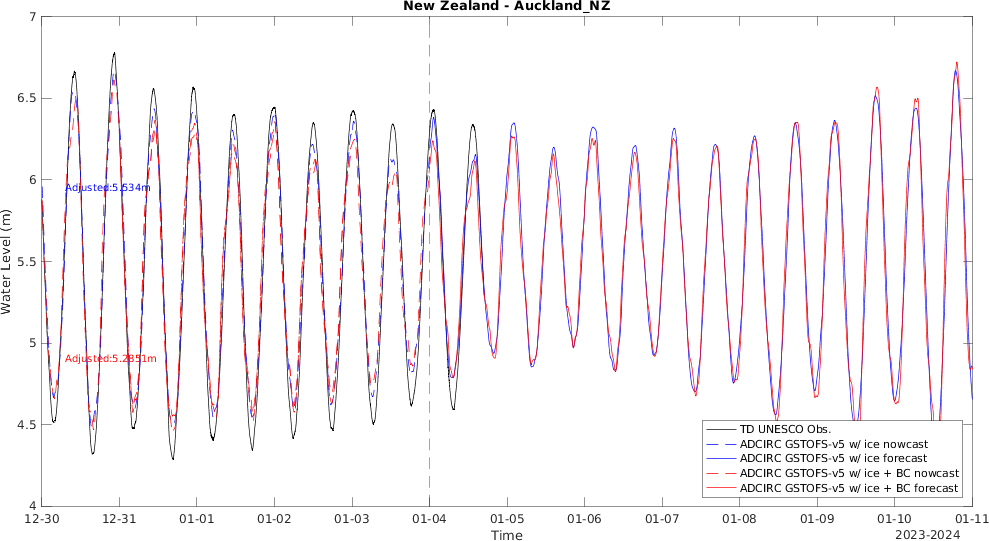 New Zealand - Auckland_NZ
7
6.5
6
5.5
5
4.5
4
Water Level (m)
Adjusted:5.534m
Adjusted:5.2851m
TD UNESCO Obs.
ADCIRC GSTOFS-v5 w/ ice nowcast
ADCIRC GSTOFS-v5 w/ ice forecast
ADCIRC GSTOFS-v5 w/ ice + BC nowcast
ADCIRC GSTOFS-v5 w/ ice + BC forecast
12-30 12-31 01-01 01-02 01-03 01-04 01-05 01-06 01-07 01-08 01-09 01-10 01-11
Time
2023-2024